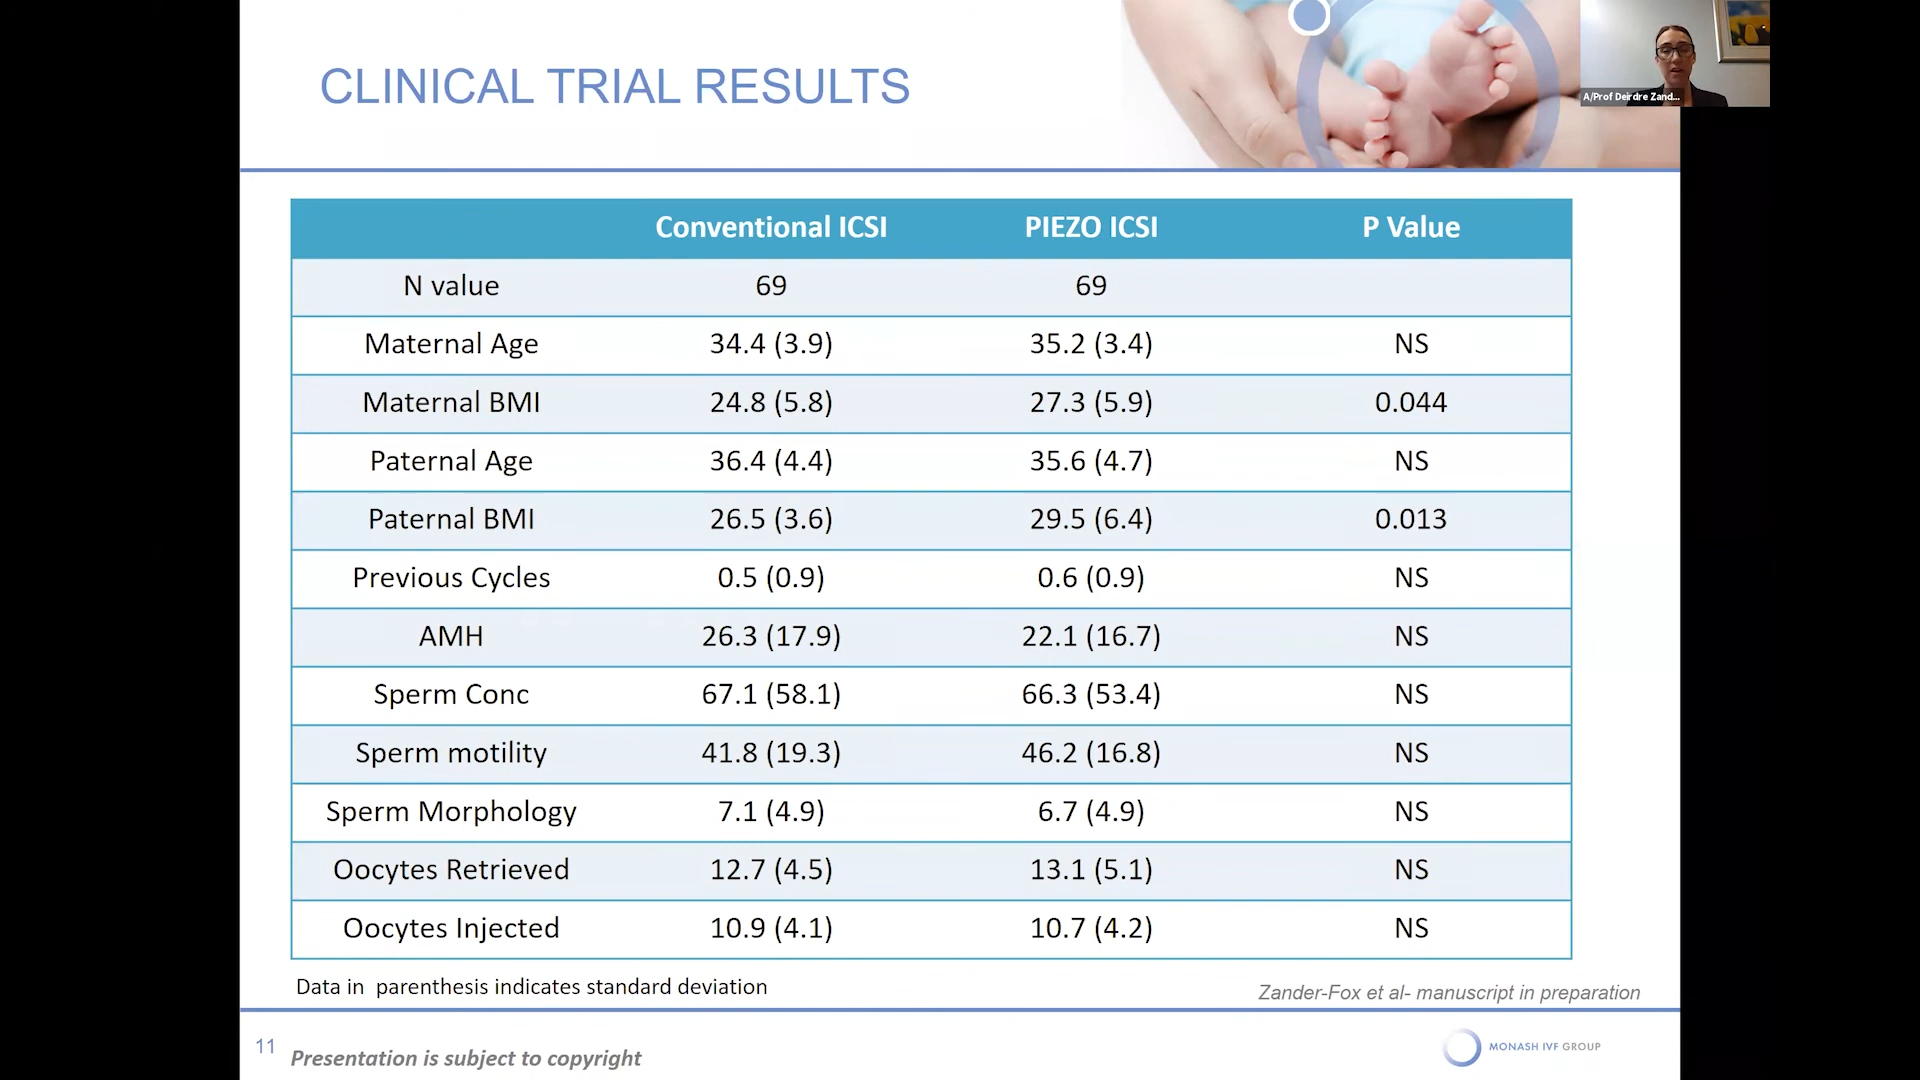 CLINICAL TRIAL RESULTS
A/Prof Deirdre Zand...
Conventional ICSI PIEZO ICSI P Value
N value 69 69
Maternal Age 34.4 (3.9) 35.2 (3.4) NS
Maternal BMI 24.8 (5.8) 27.3 (5.9) 0.044
Paternal Age 36.4 (4.4) 35.6 (4.7) NS
Paternal BMI 26.5 (3.6) 29.5 (6.4) 0.013
Previous Cycles 0.5 (0.9) 0.6 (0.9) NS
AMH 26.3 (17.9) 22.1 (16.7) NS
Sperm Conc 67.1 (58.1) 66.3 (53.4) NS
Sperm motility 41.8 (19.3) 46.2 (16.8) NS
Sperm Morphology 7.1 (4.9) 6.7 (4.9) NS
Oocytes Retrieved 12.7 (4.5) 13.1 (5.1) NS
Oocytes Injected 10.9 (4.1) 10.7 (4.2) NS
Data in parenthesis indicates standard deviation
Zander-Fox et al- manuscript in preparation
11
Presentation is subject to copyright
MONASH IVF GROUP